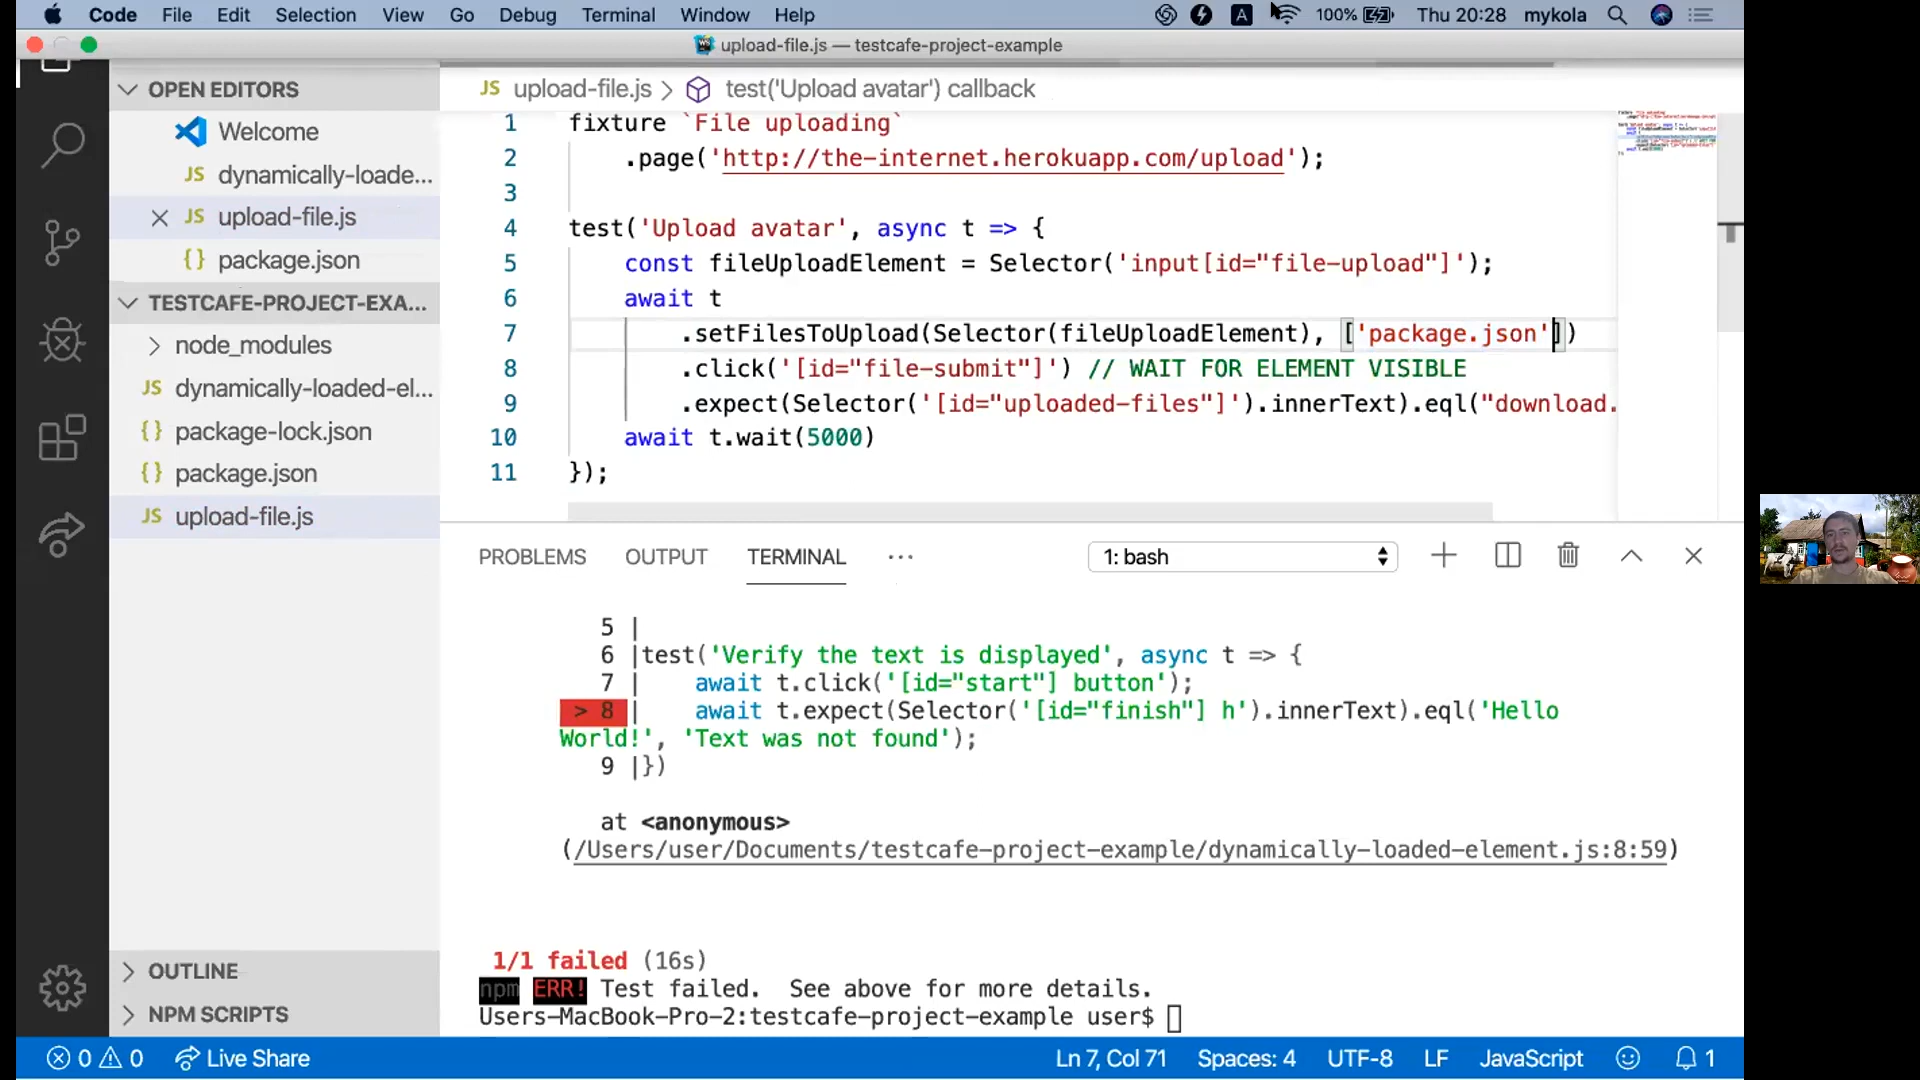 Code File Edit Selection View Go Debug Terminal Window Help A 100% Thu 20:28 mykola
upload-file.js — testcafe-project-example
OPEN EDITORS
Welcome
JS dynamically-loade...
JS upload-file.js
{} package.json
TESTCAFE-PROJECT-EXA...
node_modules
JS dynamically-loaded-el...
{} package-lock.json
{} package.json
JS upload-file.js
OUTLINE
NPM SCRIPTS
JS upload-file.js > test('Upload avatar') callback
1 fixture `File uploading`
2 .page('http://the-internet.herokuapp.com/upload');
3
4 test('Upload avatar', async t => {
5 const fileUploadElement = Selector('input[id="file-upload"]');
6 await t
7 .setFilesToUpload(Selector(fileUploadElement), ['package.json'])
8 .click('[id="file-submit"]') // WAIT FOR ELEMENT VISIBLE
9 .expect(Selector('[id="uploaded-files"]').innerText).eql("download.
10 await t.wait(5000)
11 });
PROBLEMS OUTPUT TERMINAL ··· 1: bash
5 |
6 |test('Verify the text is displayed', async t => {
7 | await t.click('[id="start"] button');
> 8 | await t.expect(Selector('[id="finish"] h').innerText).eql('Hello
World!', 'Text was not found');
9 |})
at <anonymous>
(/Users/user/Documents/testcafe-project-example/dynamically-loaded-element.js:8:59)
1/1 failed (16s)
npm ERR! Test failed. See above for more details.
Users-MacBook-Pro-2:testcafe-project-example user$
0 0 Live Share Ln 7, Col 71 Spaces: 4 UTF-8 LF JavaScript 1